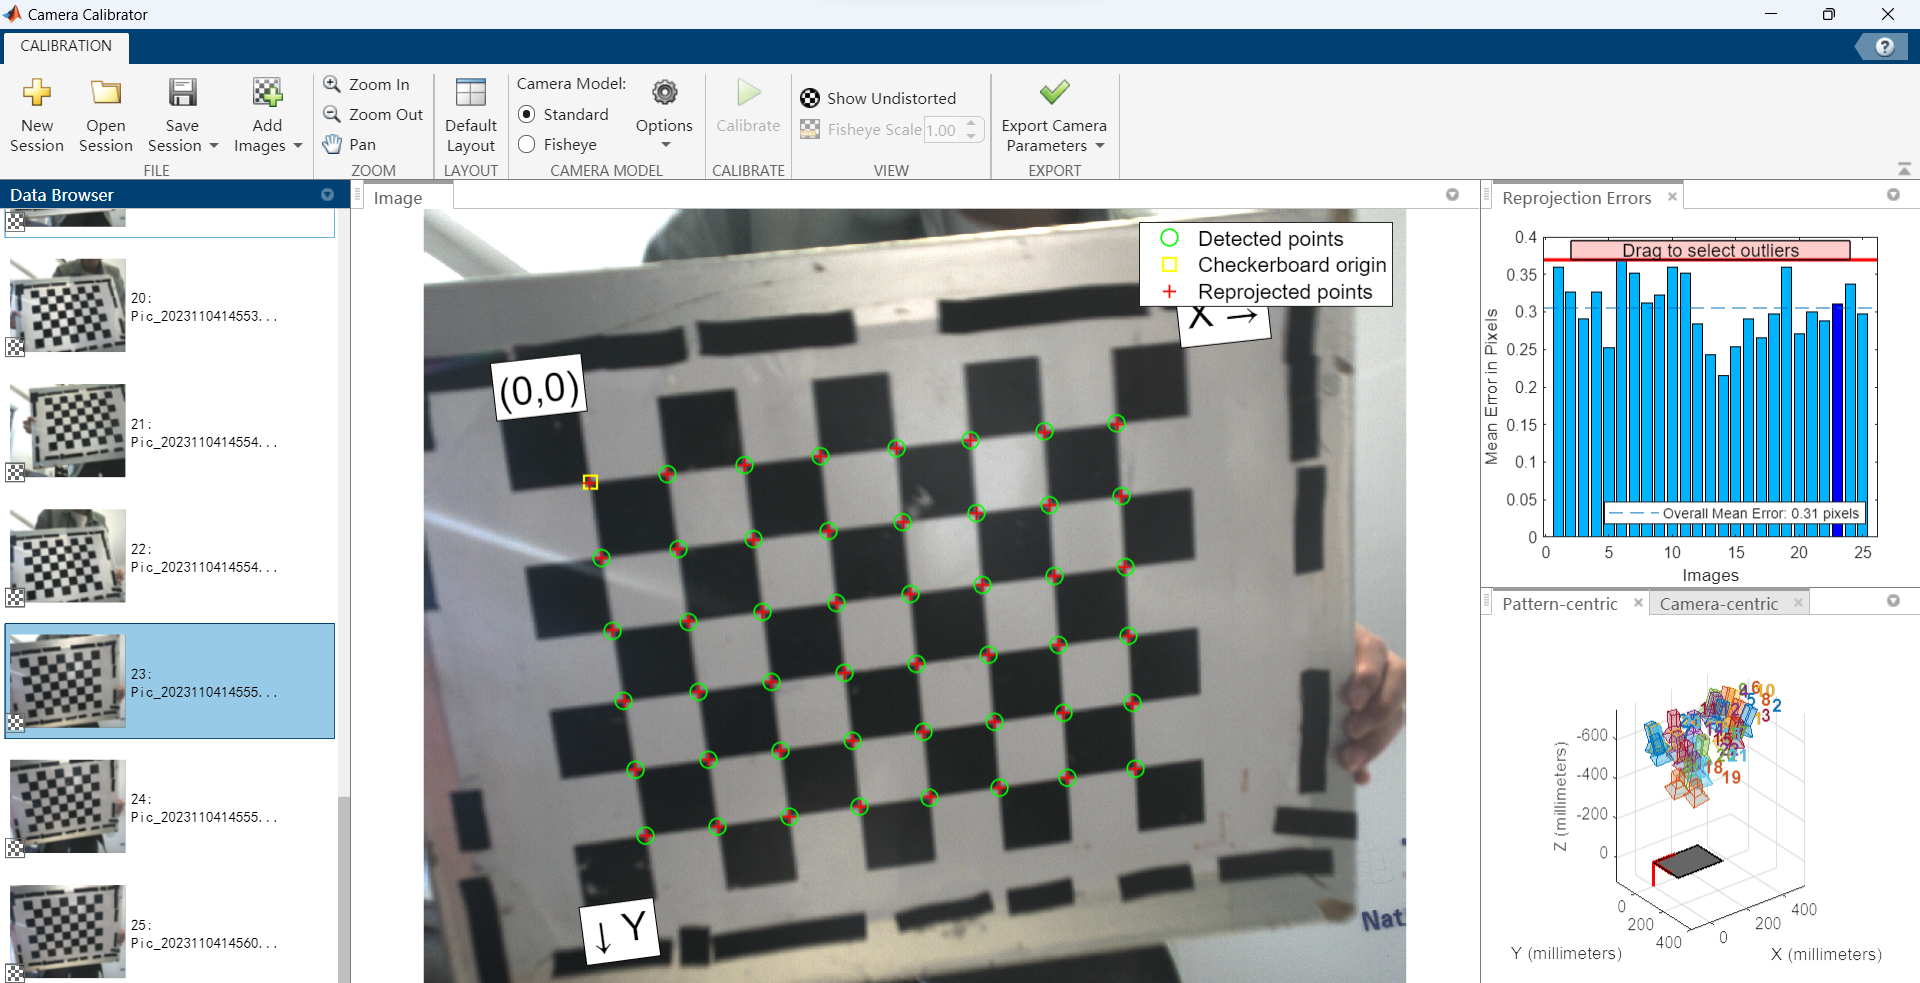 Camera Calibrator
CALIBRATION
?
New Session
Open Session
Save Session
Add Images
FILE
Zoom In
Zoom Out
Pan
ZOOM
Default Layout
LAYOUT
Camera Model:
Standard
Fisheye
Options
CAMERA MODEL
Calibrate
CALIBRATE
Show Undistorted
Fisheye Scale 1.00
VIEW
Export Camera Parameters
EXPORT
Data Browser
20:
Pic_2023110414553...
21:
Pic_2023110414554...
22:
Pic_2023110414554...
23:
Pic_2023110414555...
24:
Pic_2023110414555...
25:
Pic_2023110414560...
Image
Detected points
Checkerboard origin
Reprojected points
X →
(0,0)
↓ Y
Nat
Reprojection Errors
Drag to select outliers
Mean Error in Pixels
0.4
0.35
0.3
0.25
0.2
0.15
0.1
0.05
0
Overall Mean Error: 0.31 pixels
0 5 10 15 20 25
Images
Pattern-centric
Camera-centric
2
3
18
19
Z (millimeters)
-600
-400
-200
0
0
200
400
Y (millimeters)
0
200
400
X (millimeters)